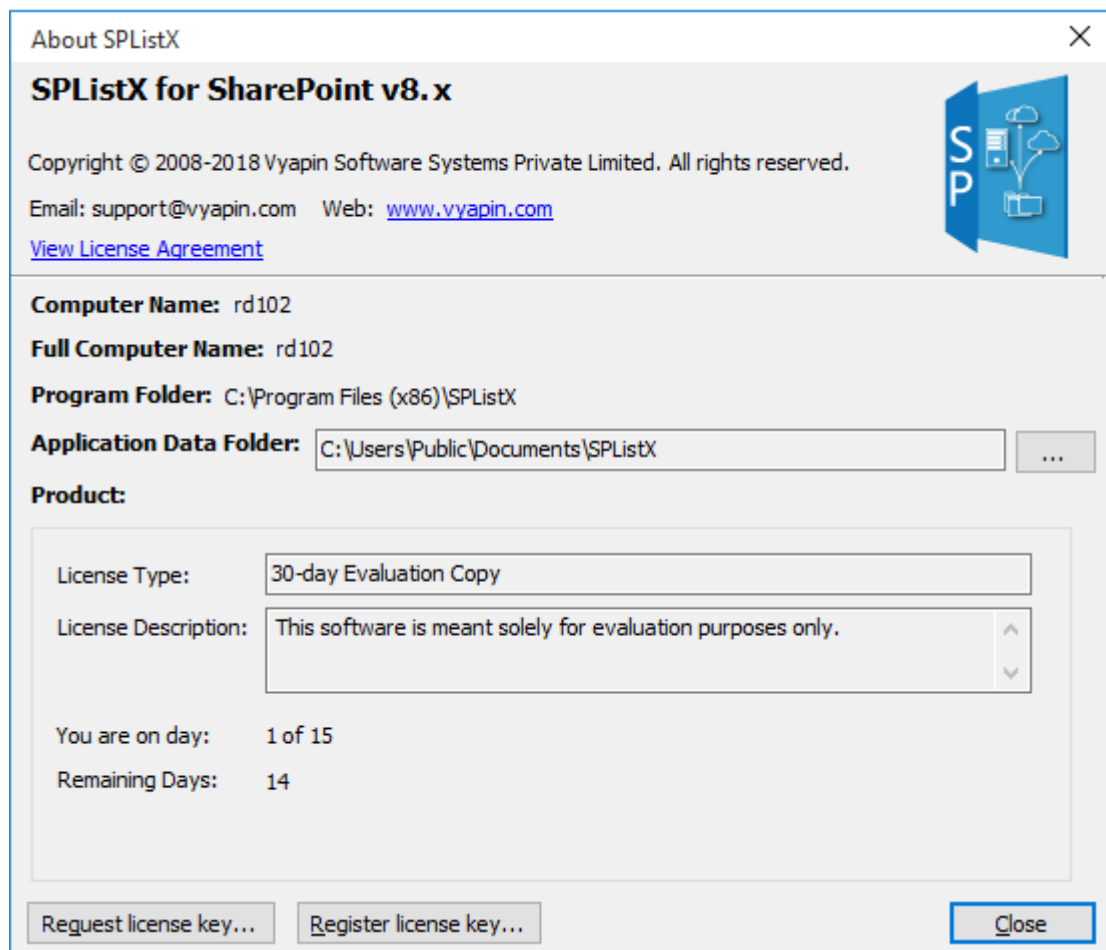 About SPListX
SPListX for SharePoint v8.x
SP
Copyright © 2008-2018 Vyapin Software Systems Private Limited. All rights reserved.
Email: support@vyapin.com Web: www.vyapin.com
View License Agreement
Computer Name: rd102
Full Computer Name: rd102
Program Folder: C:\Program Files (x86)\SPListX
Application Data Folder: C:\Users\Public\Documents\SPListX ...
Product:
License Type: 30-day Evaluation Copy
License Description: This software is meant solely for evaluation purposes only.
You are on day: 1 of 15
Remaining Days: 14
Request license key... Register license key... Close